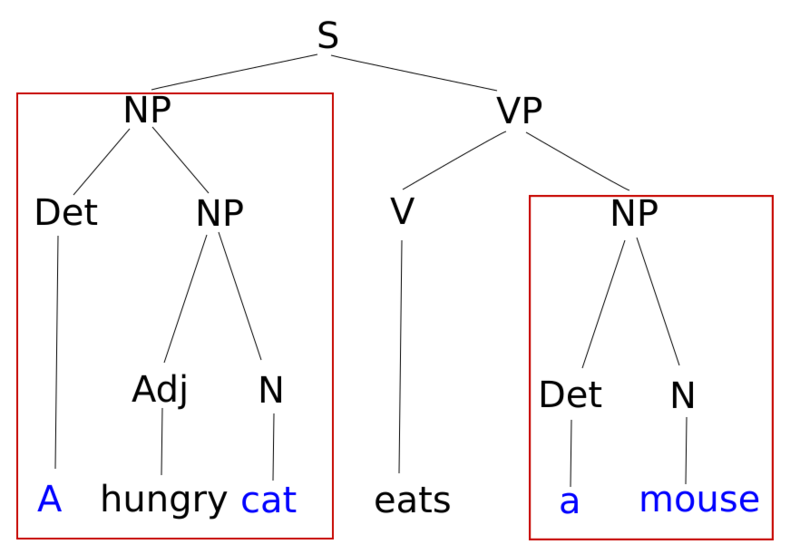 S
NP VP
Det NP V NP
Adj N Det N
A hungry cat eats a mouse